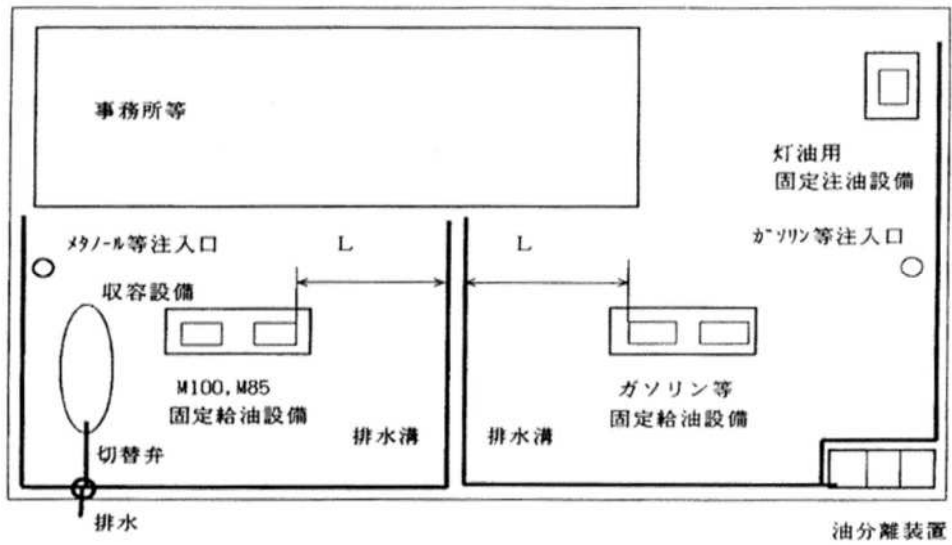 事務所等
灯油用
固定注油設備
メタノール等注入口
L
L
ガソリン等注入口
収容設備
M100,M85
固定給油設備
ガソリン等
固定給油設備
排水溝
排水溝
切替弁
排水
油分離装置